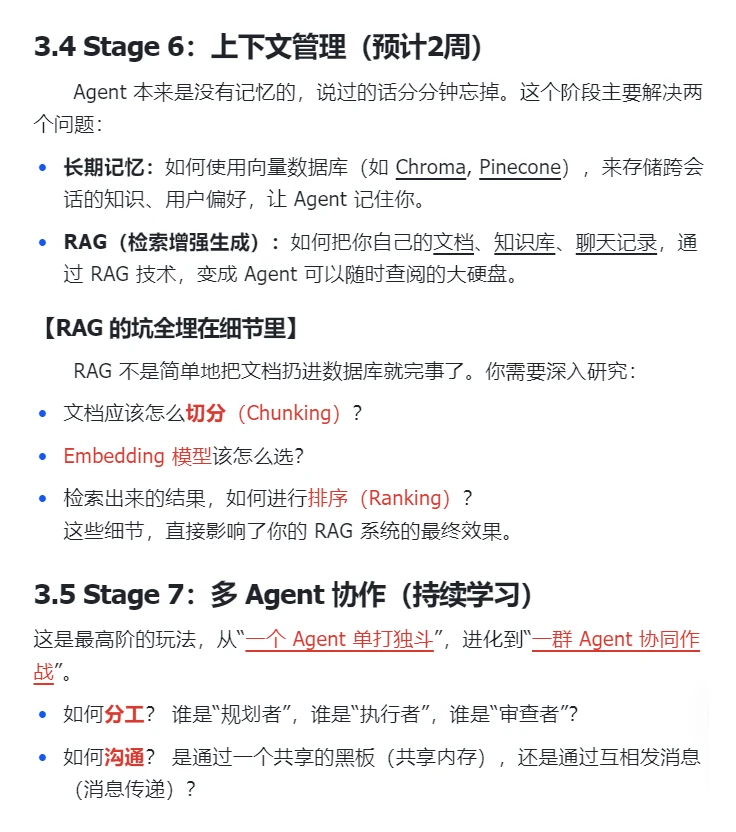 3.4 Stage 6：上下文管理（预计2周）
Agent 本来是没有记忆的，说过的话分分钟忘掉。这个阶段主要解决两
个问题：
• 长期记忆：如何使用向量数据库（如 Chroma, Pinecone），来存储跨会
话的知识、用户偏好，让 Agent 记住你。
• RAG（检索增强生成）：如何把你自己的文档、知识库、聊天记录，通
过 RAG 技术，变成 Agent 可以随时查阅的大硬盘。
【RAG 的坑全埋在细节里】
RAG 不是简单地把文档扔进数据库就完事了。你需要深入研究：
• 文档应该怎么切分（Chunking）？
• Embedding 模型该怎么选？
• 检索出来的结果，如何进行排序（Ranking）？
这些细节，直接影响了你的 RAG 系统的最终效果。
3.5 Stage 7：多 Agent 协作（持续学习）
这是最高阶的玩法，从“一个 Agent 单打独斗”，进化到“一群 Agent 协同作
战”。
• 如何分工？ 谁是“规划者”，谁是“执行者”，谁是“审查者”？
• 如何沟通？ 是通过一个共享的黑板（共享内存），还是通过互相发消息
（消息传递）？